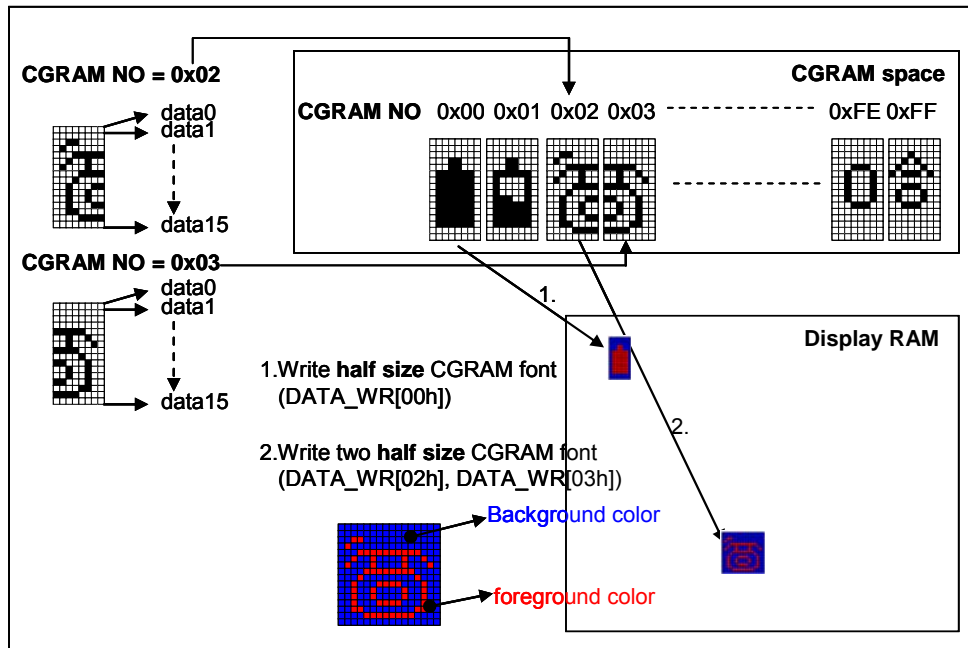 CGRAM NO = 0x02
data0
data1
data15
CGRAM NO = 0x03
data0
data1
data15
CGRAM space
CGRAM NO 0x00 0x01 0x02 0x03 0xFE 0xFF
1.
Display RAM
2.
1.Write half size CGRAM font
(DATA_WR[00h])
2.Write two half size CGRAM font
(DATA_WR[02h], DATA_WR[03h])
Background color
foreground color